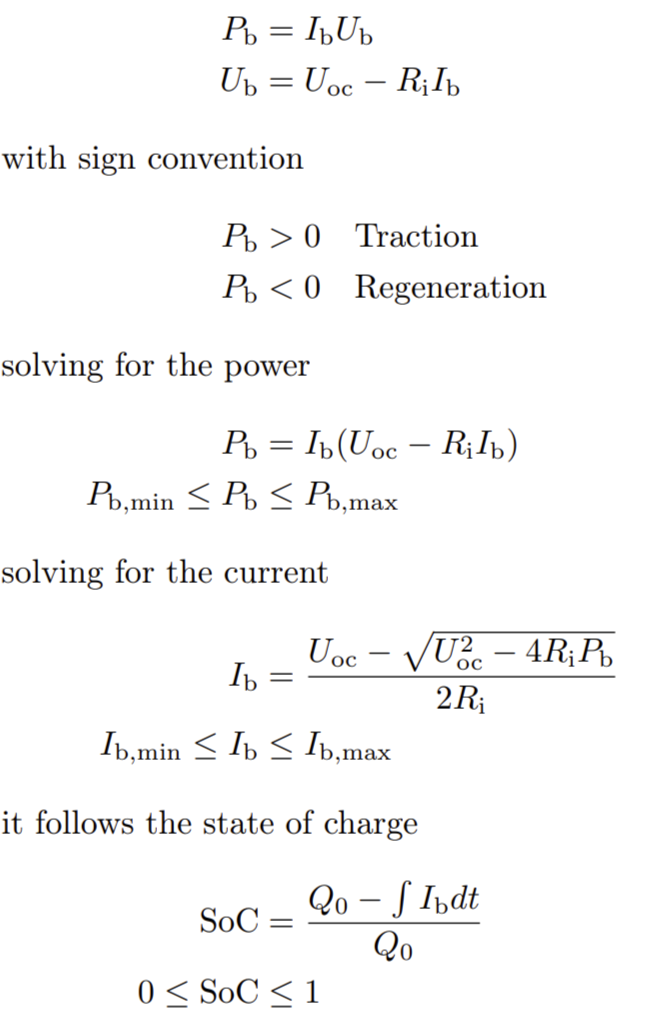 P_b = I_b U_b
U_b = U_oc − R_i I_b
with sign convention
P_b > 0 Traction
P_b < 0 Regeneration
solving for the power
P_b = I_b(U_oc − R_i I_b)
P_b,min ≤ P_b ≤ P_b,max
solving for the current
I_b = \frac{U_oc − \sqrt{U_oc^2 − 4R_i P_b}}{2R_i}
I_b,min ≤ I_b ≤ I_b,max
it follows the state of charge
SoC = \frac{Q_0 − ∫ I_b dt}{Q_0}
0 ≤ SoC ≤ 1